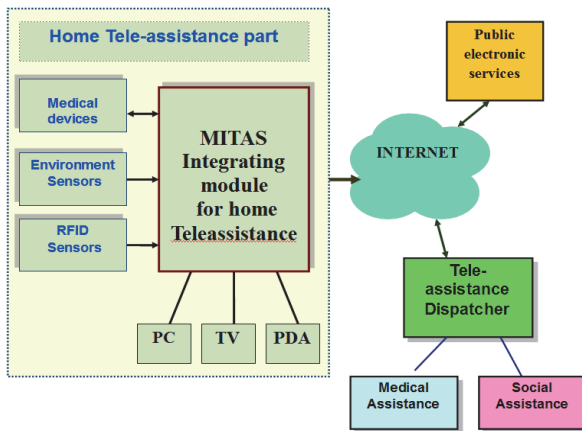 Home Tele-assistance part
Medical
devices
Environment
Sensors
RFID
Sensors
MITAS
Integrating
module
for home
Teleassistance
PC
TV
PDA
Public
electronic
services
INTERNET
Tele-
assistance
Dispatcher
Medical
Assistance
Social
Assistance